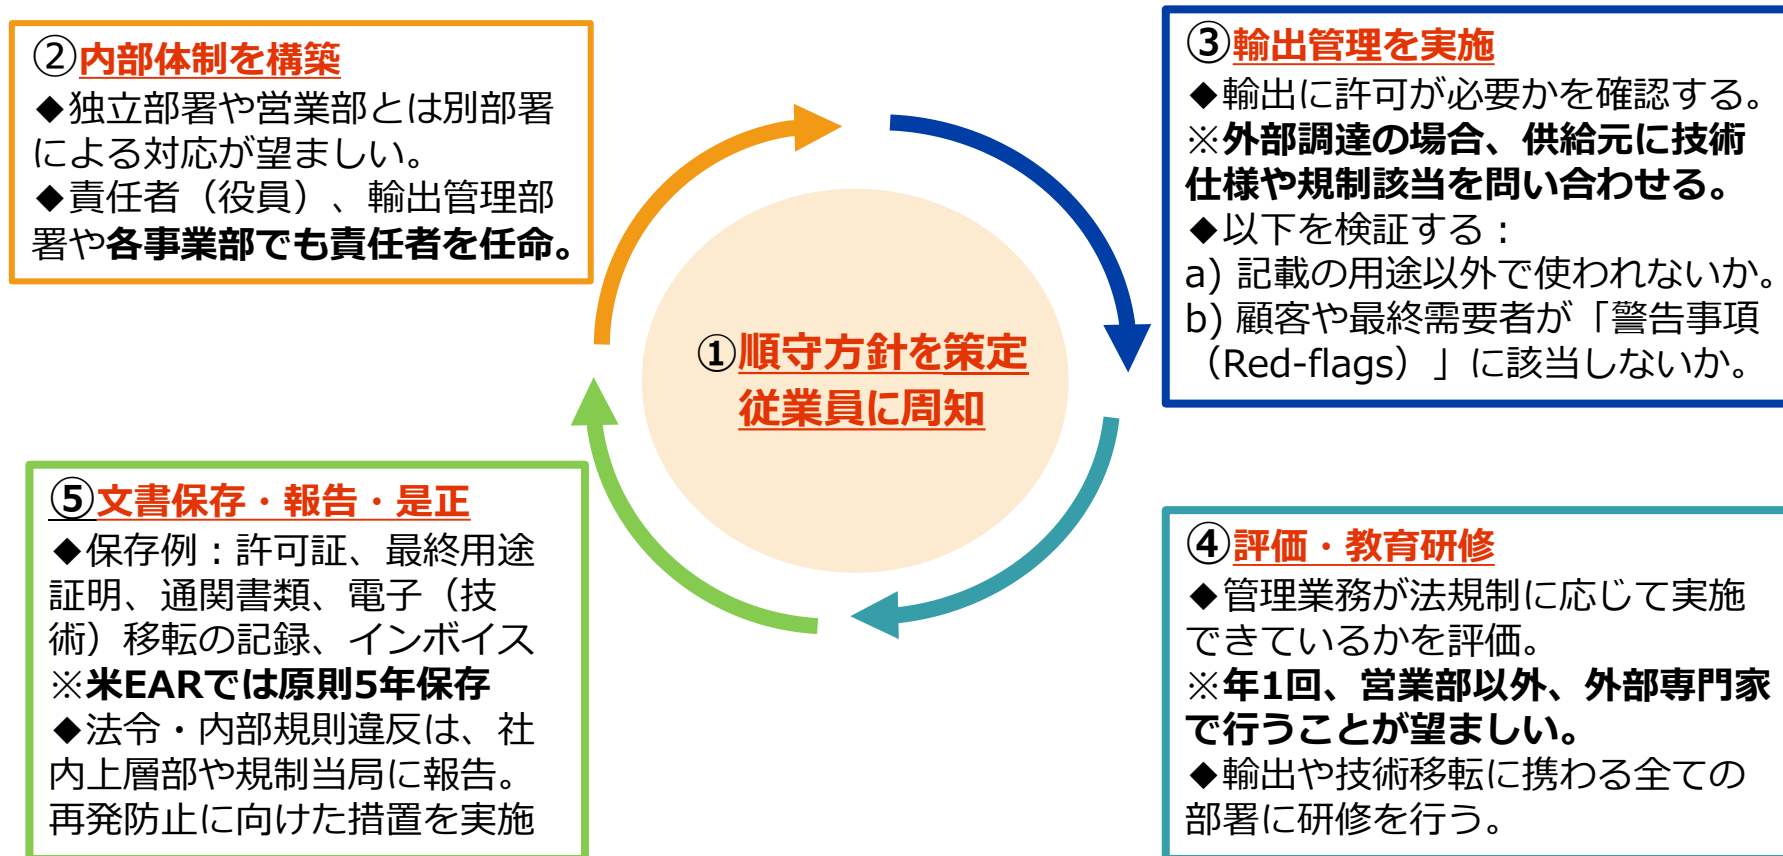 ①順守方針を策定
従業員に周知
②内部体制を構築
◆独立部署や営業部とは別部署
による対応が望ましい。
◆責任者（役員）、輸出管理部
署や各事業部でも責任者を任命。
③輸出管理を実施
◆輸出に許可が必要かを確認する。
※外部調達の場合、供給元に技術
仕様や規制該当を問い合わせる。
◆以下を検証する：
a) 記載の用途以外で使われないか。
b) 顧客や最終需要者が「警告事項
（Red-flags）」に該当しないか。
④評価・教育研修
◆管理業務が法規制に応じて実施
できているかを評価。
※年1回、営業部以外、外部専門家
で行うことが望ましい。
◆輸出や技術移転に携わる全ての
部署に研修を行う。
⑤文書保存・報告・是正
◆保存例：許可証、最終用途
証明、通関書類、電子（技
術）移転の記録、インボイス
※米EARでは原則5年保存
◆法令・内部規則違反は、社
内上層部や規制当局に報告。
再発防止に向けた措置を実施